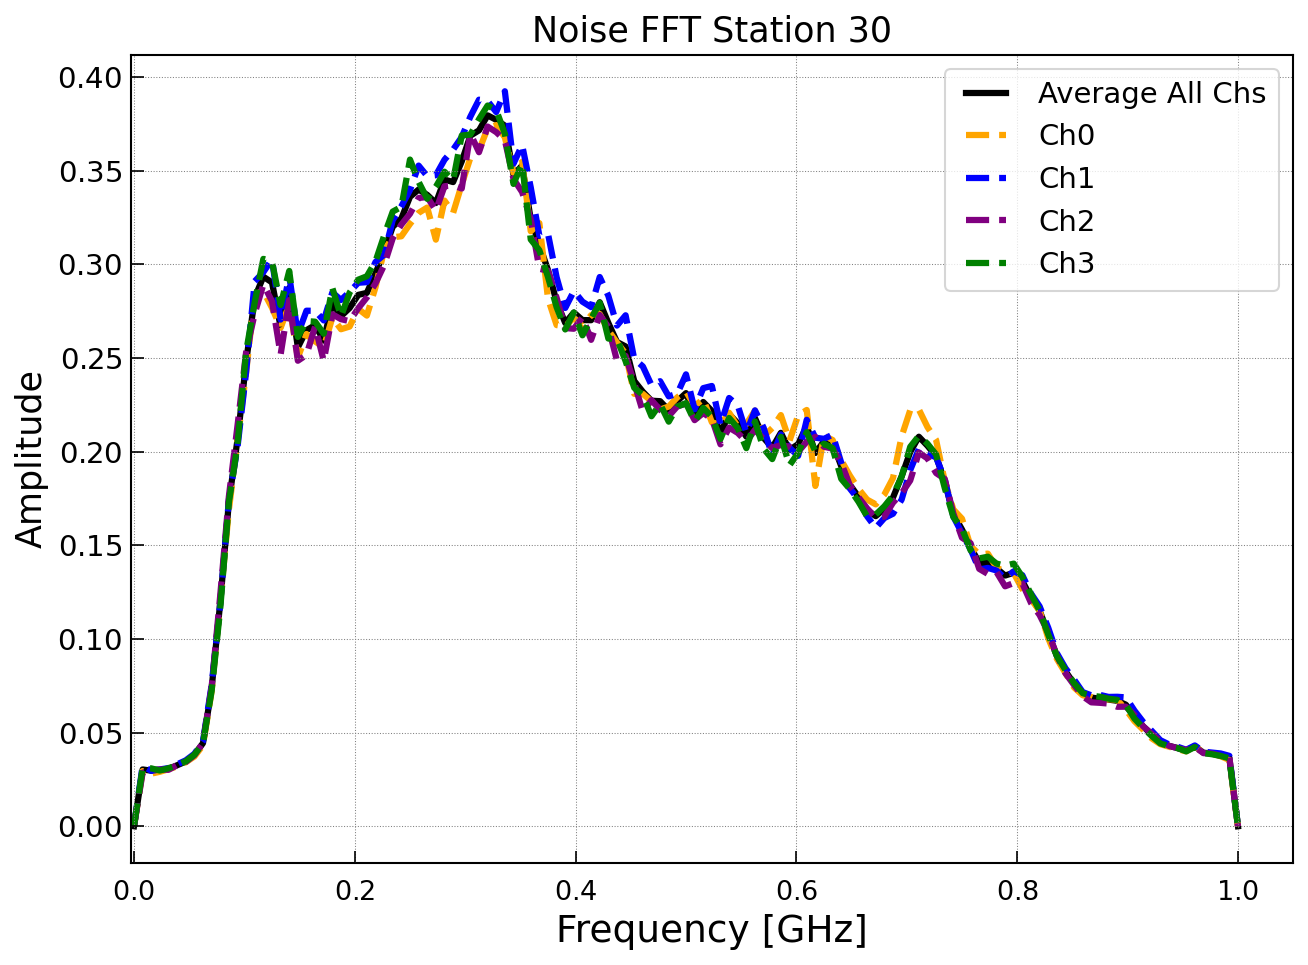 Noise FFT Station 30
Average All Chs
Ch0
Ch1
Ch2
Ch3
Amplitude
0.40
0.35
0.30
0.25
0.20
0.15
0.10
0.05
0.00
0.0 0.2 0.4 0.6 0.8 1.0
Frequency [GHz]